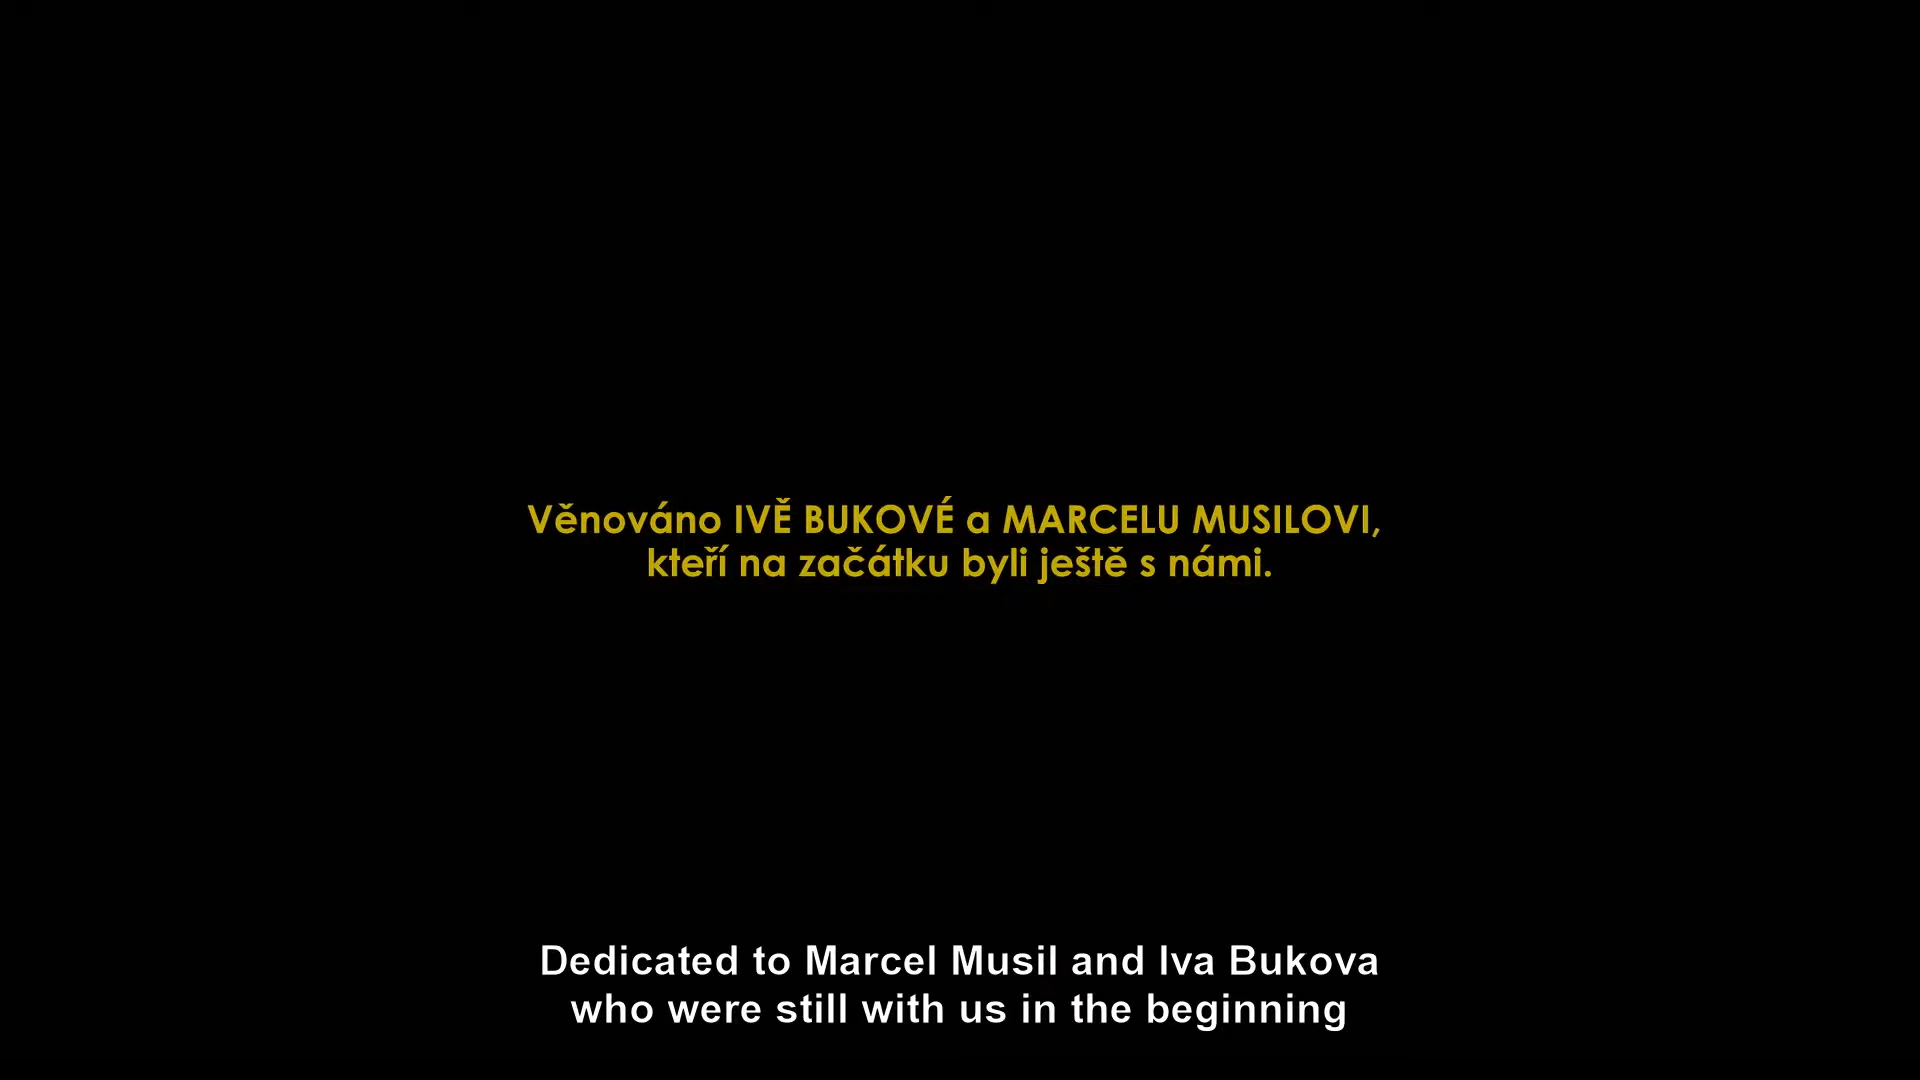 Věnováno IVĚ BUKOVÉ a MARCELU MUSILOVI,
kteří na začátku byli ještě s námi.
Dedicated to Marcel Musil and Iva Bukova
who were still with us in the beginning